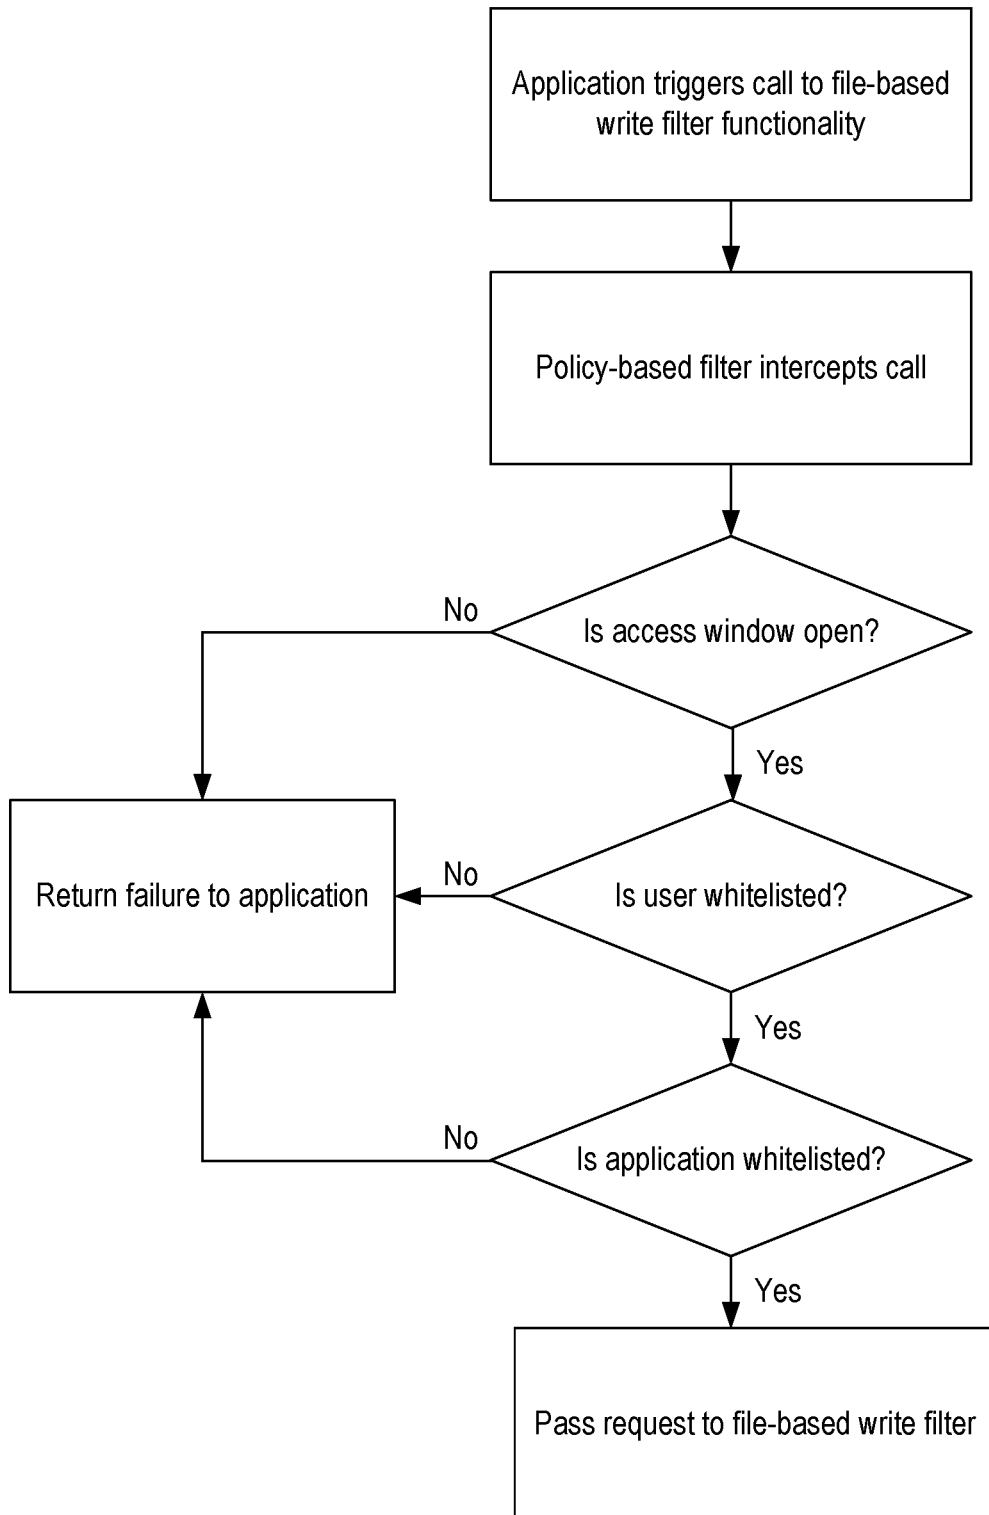 Application triggers call to file-based
write filter functionality
Policy-based filter intercepts call
No
Is access window open?
Yes
Return failure to application
No
Is user whitelisted?
Yes
No
Is application whitelisted?
Yes
Pass request to file-based write filter